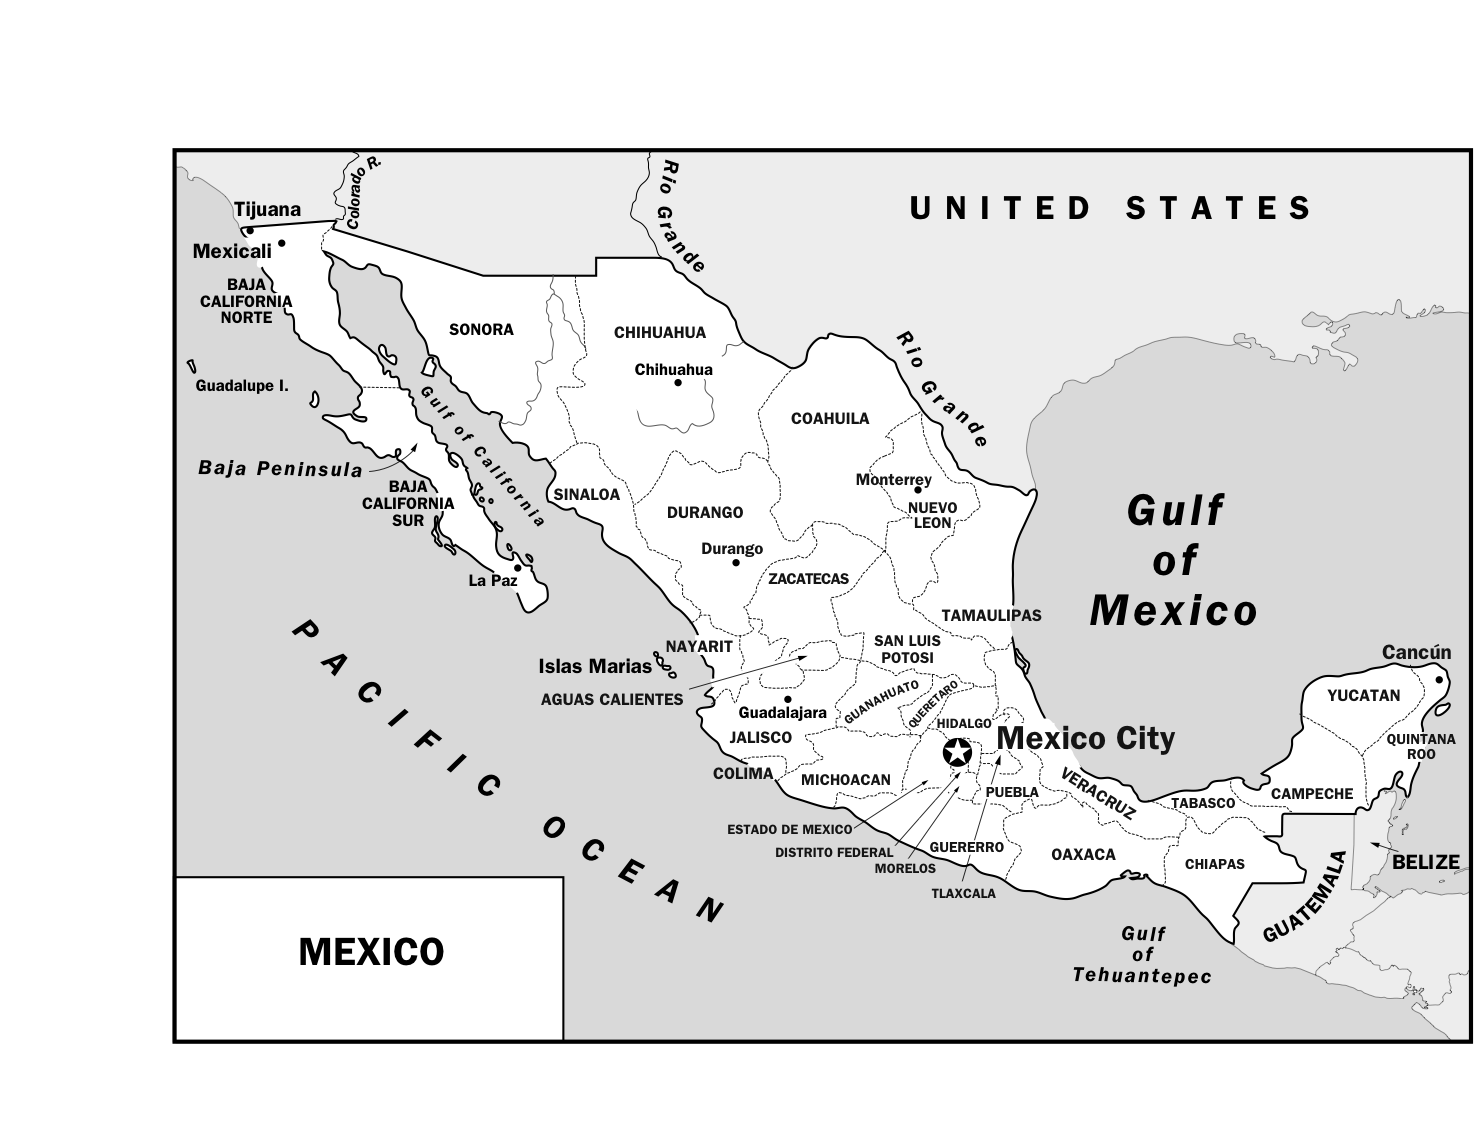 Colorado R.
Rio Grande
UNITED STATES
Tijuana
Mexicali
BAJA
CALIFORNIA
NORTE
SONORA
CHIHUAHUA
Chihuahua
Rio Grande
Guadalupe I.
Gulf of California
COAHUILA
Baja Peninsula
BAJA
CALIFORNIA
SUR
SINALOA
Monterrey
NUEVO
LEON
DURANGO
Durango
Gulf
of
Mexico
La Paz
ZACATECAS
TAMAULIPAS
PACIFIC OCEAN
NAYARIT
SAN LUIS
POTOSI
Islas Marias
AGUAS CALIENTES
Cancún
YUCATAN
GUANAHUATO
QUERETARO
Guadalajara
HIDALGO
JALISCO
Mexico City
QUINTANA
ROO
COLIMA
MICHOACAN
PUEBLA
VERACRUZ
TABASCO
CAMPECHE
ESTADO DE MEXICO
DISTRITO FEDERAL
MORELOS
TLAXCALA
GUERERRO
OAXACA
CHIAPAS
BELIZE
GUATEMALA
Gulf
of
Tehuantepec
MEXICO